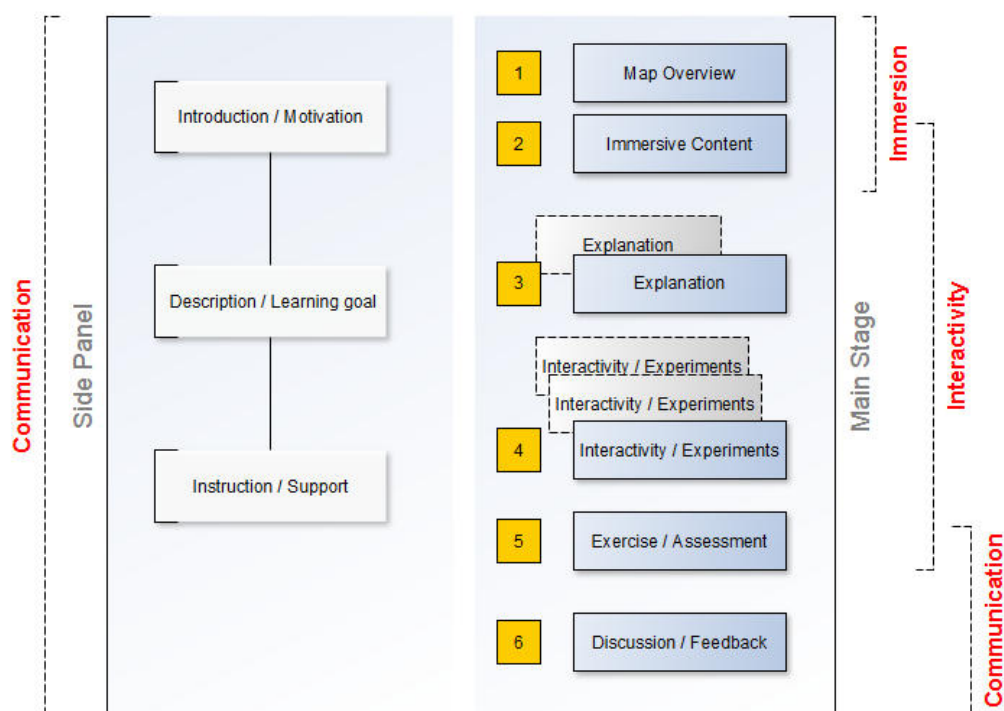 Communication
Side Panel
Introduction / Motivation
Description / Learning goal
Instruction / Support
1
Map Overview
2
Immersive Content
Explanation
3
Explanation
Interactivity / Experiments
Interactivity / Experiments
4
Interactivity / Experiments
5
Exercise / Assessment
6
Discussion / Feedback
Main Stage
Immersion
Interactivity
Communication